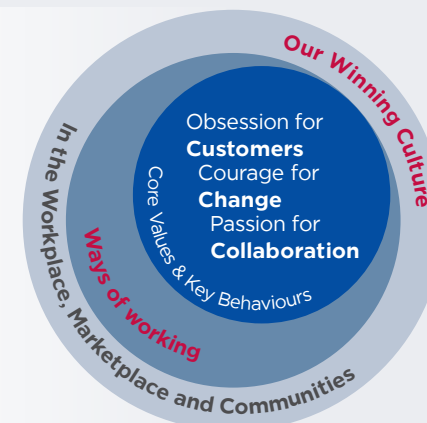 Our Winning Culture
In the Workplace, Marketplace and Communities
Ways of working
Obsession for
Customers
Courage for
Change
Passion for
Collaboration
Core Values & Key Behaviours